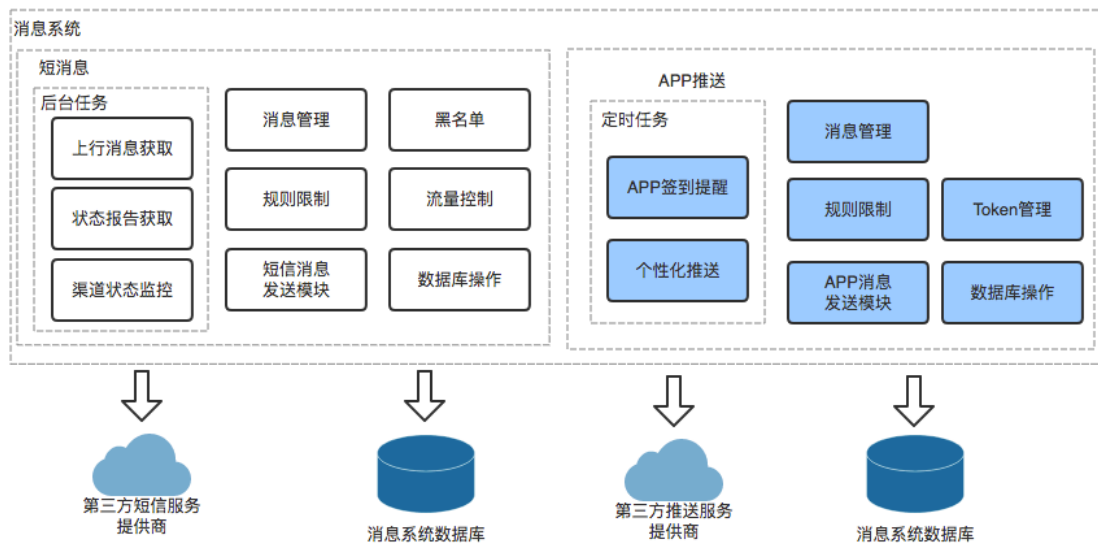 消息系统
短消息
后台任务
上行消息获取
状态报告获取
渠道状态监控
消息管理
黑名单
规则限制
流量控制
短信消息
发送模块
数据库操作
APP推送
定时任务
APP签到提醒
个性化推送
消息管理
规则限制
Token管理
APP消息
发送模块
数据库操作
第三方短信服务
提供商
消息系统数据库
第三方推送服务
提供商
消息系统数据库